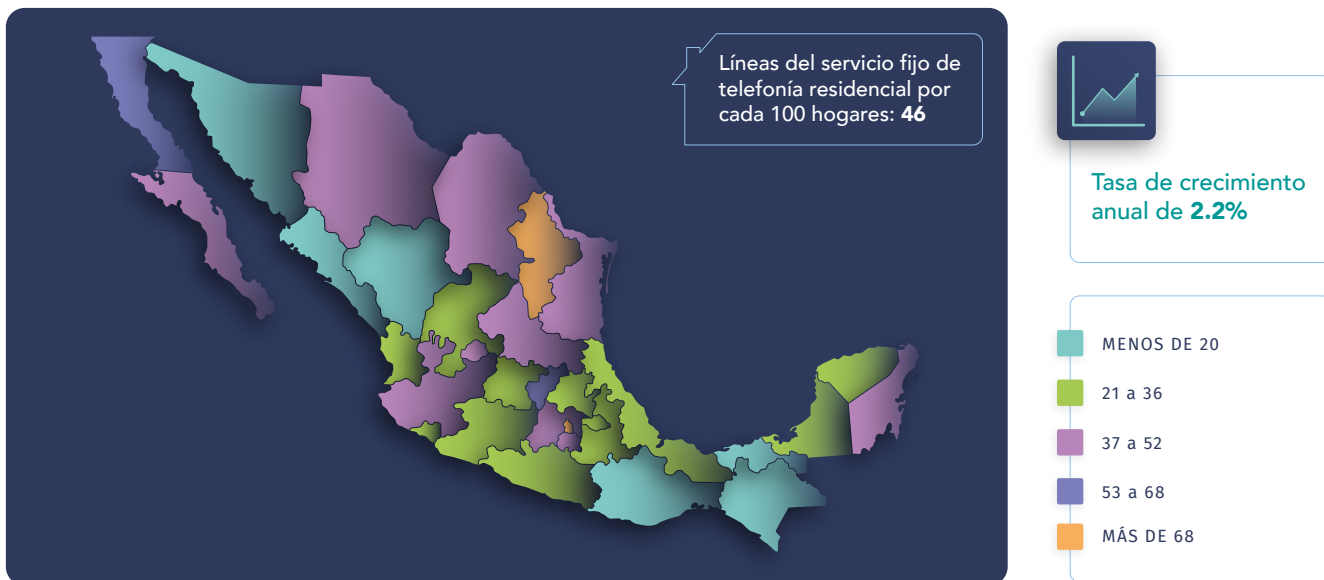 Líneas del servicio fijo de
telefonía residencial por
cada 100 hogares: 46
Tasa de crecimiento
anual de 2.2%
MENOS DE 20
21 a 36
37 a 52
53 a 68
MÁS DE 68